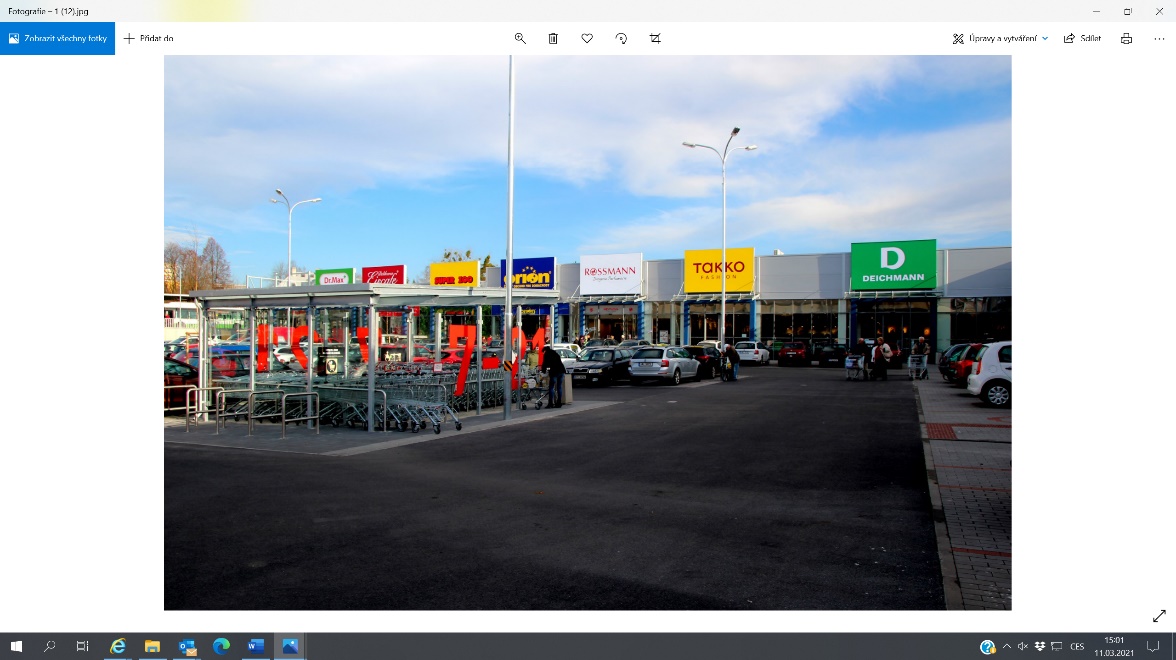 Fotografie – 1 (12).jpg
Zobrazit všechny fotky
Přidat do
Úpravy a vytváření
Sdílet
Dr.Max
SUPER ZOO
orion
ROSSMANN
TAKKO
FASHION
D
DEICHMANN
CES
15:01
11.03.2021